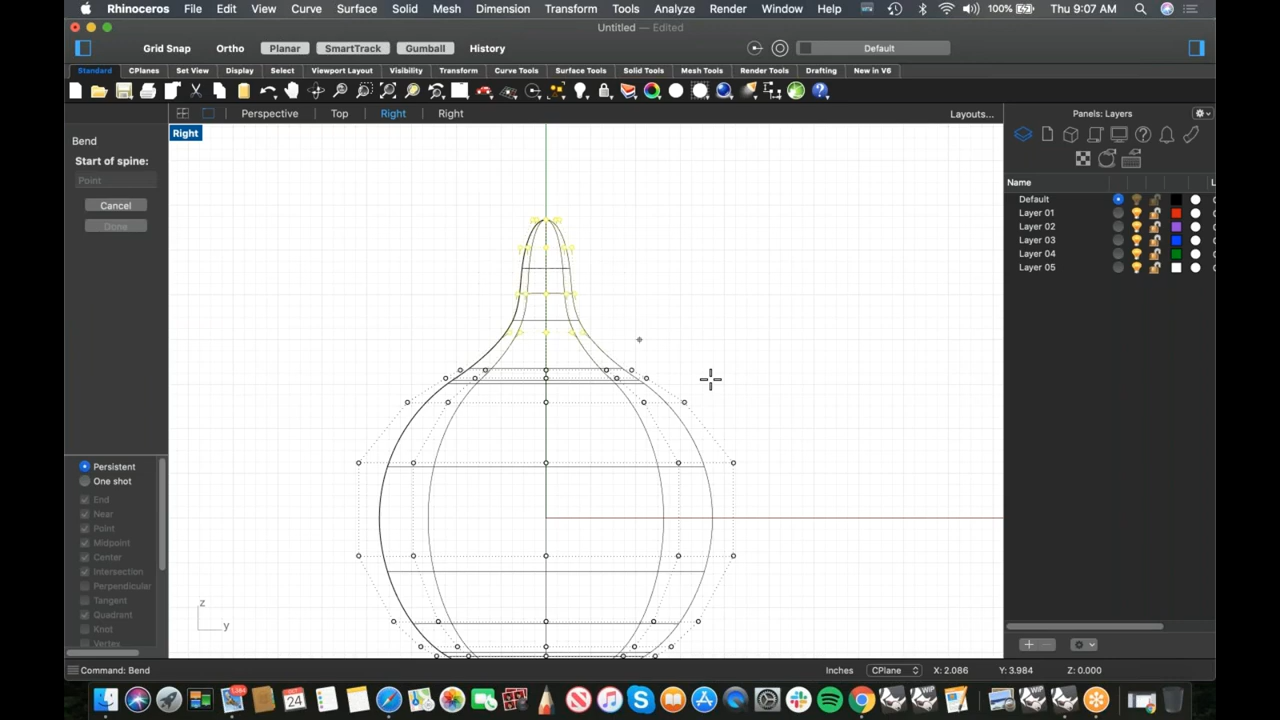 Rhinoceros File Edit View Curve Surface Solid Mesh Dimension Transform Tools Analyze Render Window Help 100% Thu 9:07 AM
Untitled — Edited
Grid Snap Ortho Planar SmartTrack Gumball History Default
Standard CPlanes Set View Display Select Viewport Layout Visibility Transform Curve Tools Surface Tools Solid Tools Mesh Tools Render Tools Drafting New in V6
Perspective Top Right Right Layouts... Panels: Layers
Right
Bend
Start of spine:
Point
Cancel
Done
Name
Default
Layer 01
Layer 02
Layer 03
Layer 04
Layer 05
Persistent
One shot
End
Near
Point
Midpoint
Center
Intersection
Perpendicular
Tangent
Quadrant
Knot
Vertex
z
y
Command: Bend Inches CPlane X: 2.086 Y: 3.984 Z: 0.000